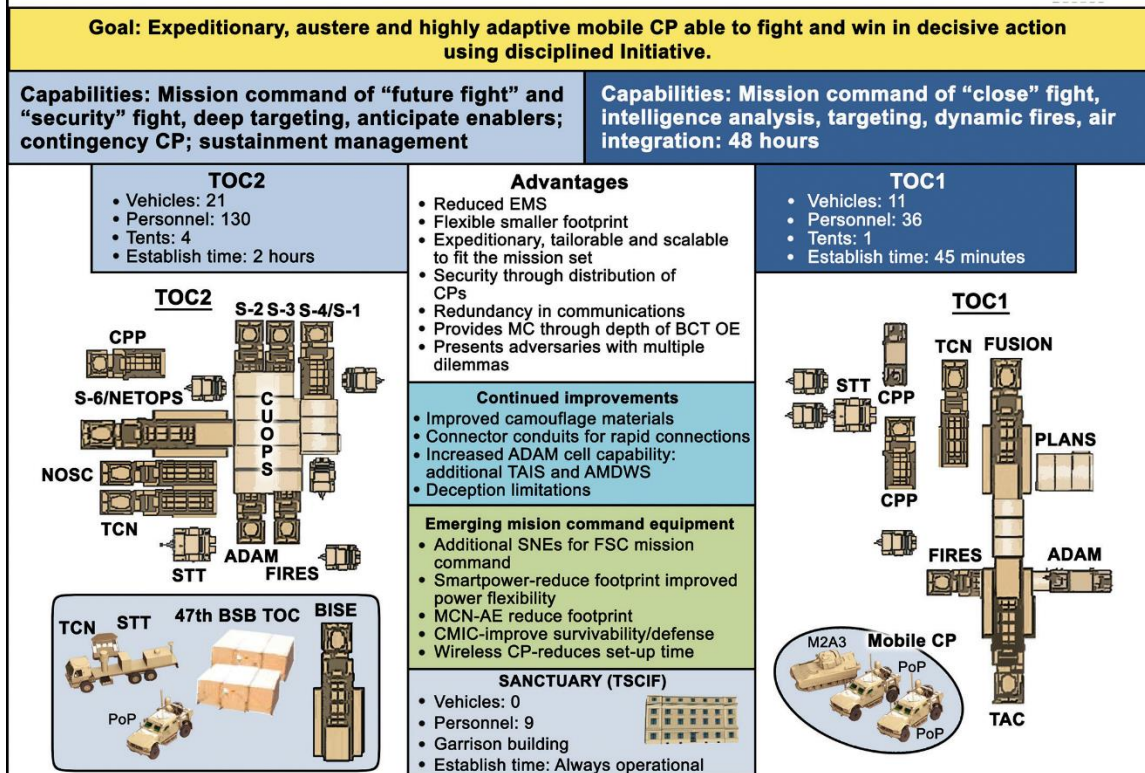 Goal: Expeditionary, austere and highly adaptive mobile CP able to fight and win in decisive action
using disciplined Initiative.
Capabilities: Mission command of “future fight” and
“security” fight, deep targeting, anticipate enablers;
contingency CP; sustainment management
Capabilities: Mission command of “close” fight,
intelligence analysis, targeting, dynamic fires, air
integration: 48 hours
TOC2
• Vehicles: 21
• Personnel: 130
• Tents: 4
• Establish time: 2 hours
TOC2
S-2
S-3
S-4/S-1
CPP
S-6/NETOPS
CUOPS
NOSC
TCN
STT
ADAM
FIRES
TCN
STT
47th BSB TOC
BISE
PoP
Advantages
• Reduced EMS
• Flexible smaller footprint
• Expeditionary, tailorable and scalable
to fit the mission set
• Security through distribution of
CPs
• Redundancy in communications
• Provides MC through depth of BCT OE
• Presents adversaries with multiple
dilemmas
Continued improvements
• Improved camouflage materials
• Connector conduits for rapid connections
• Increased ADAM cell capability:
additional TAIS and AMDWS
• Deception limitations
Emerging mision command equipment
• Additional SNEs for FSC mission
command
• Smartpower-reduce footprint improved
power flexibility
• MCN-AE reduce footprint
• CMIC-improve survivability/defense
• Wireless CP-reduces set-up time
SANCTUARY (TSCIF)
• Vehicles: 0
• Personnel: 9
• Garrison building
• Establish time: Always operational
TOC1
• Vehicles: 11
• Personnel: 36
• Tents: 1
• Establish time: 45 minutes
TOC1
TCN
FUSION
STT
CPP
PLANS
CPP
FIRES
ADAM
M2A3
Mobile CP
PoP
PoP
TAC